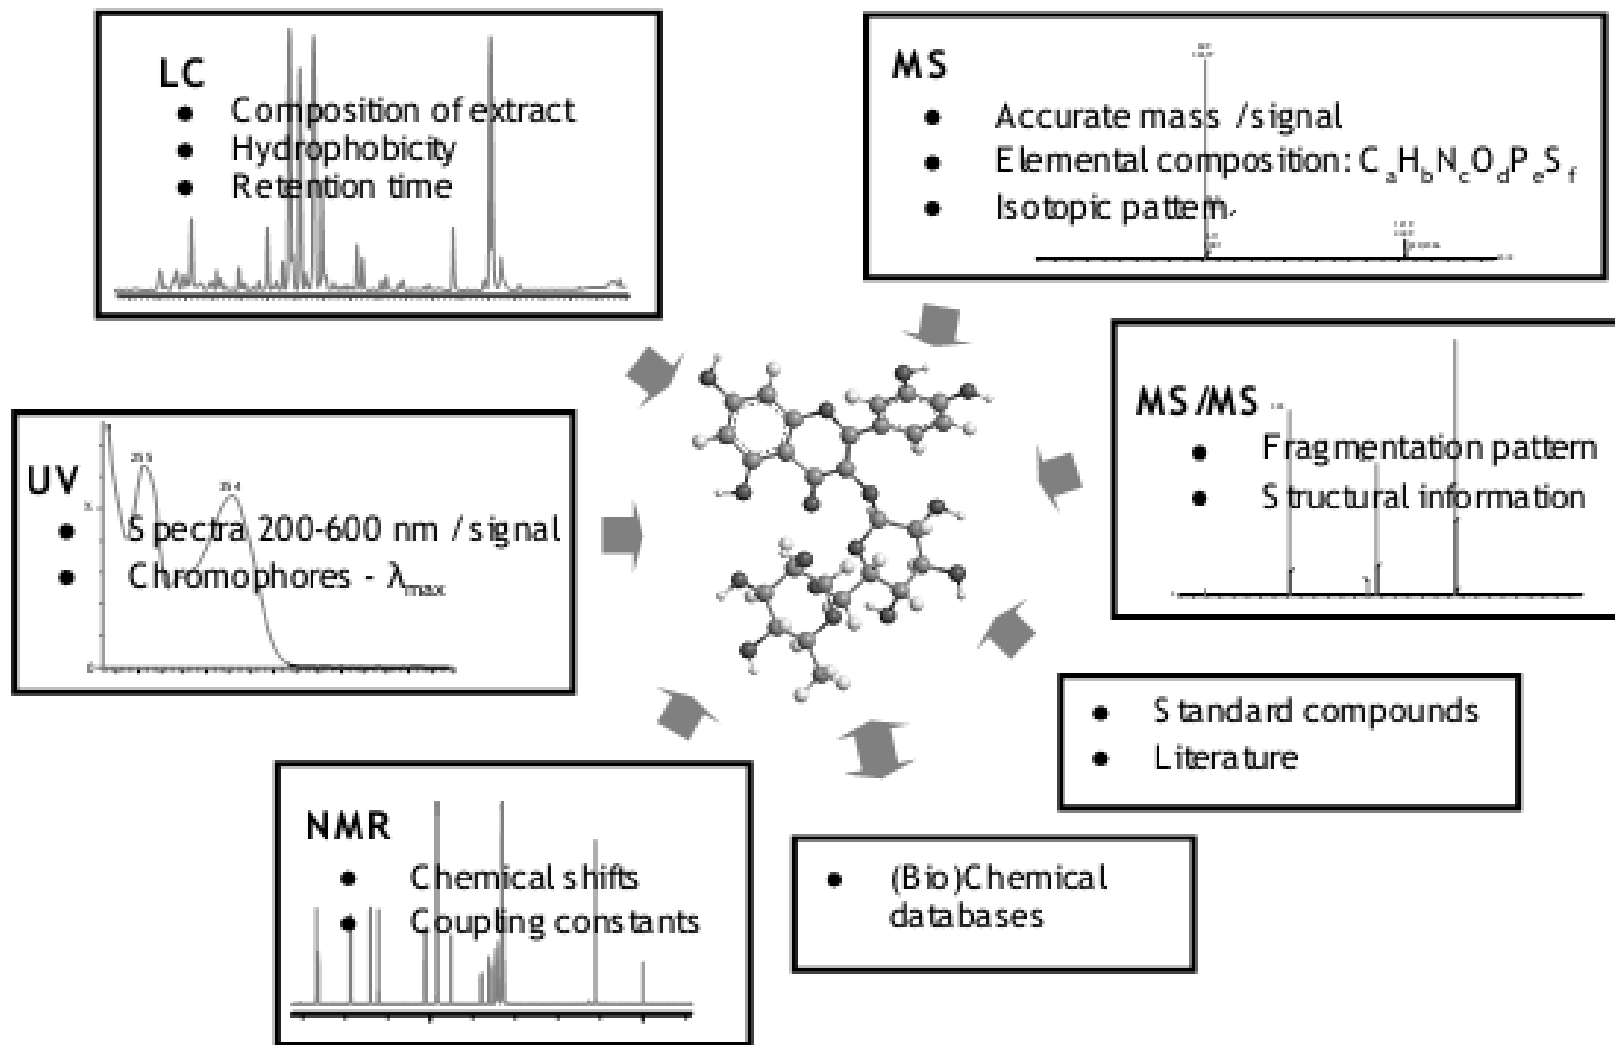 LC
● Composition of extract
● Hydrophobicity
● Retention time
MS
● Accurate mass /signal
● Elemental composition: CaHbNcOdPeSf
● Isotopic pattern
MS/MS
● Fragmentation pattern
● Structural information
UV
● Spectra 200-600 nm / signal
● Chromophores - λmax
● Standard compounds
● Literature
NMR
● Chemical shifts
● Coupling constants
● (Bio)Chemical
databases